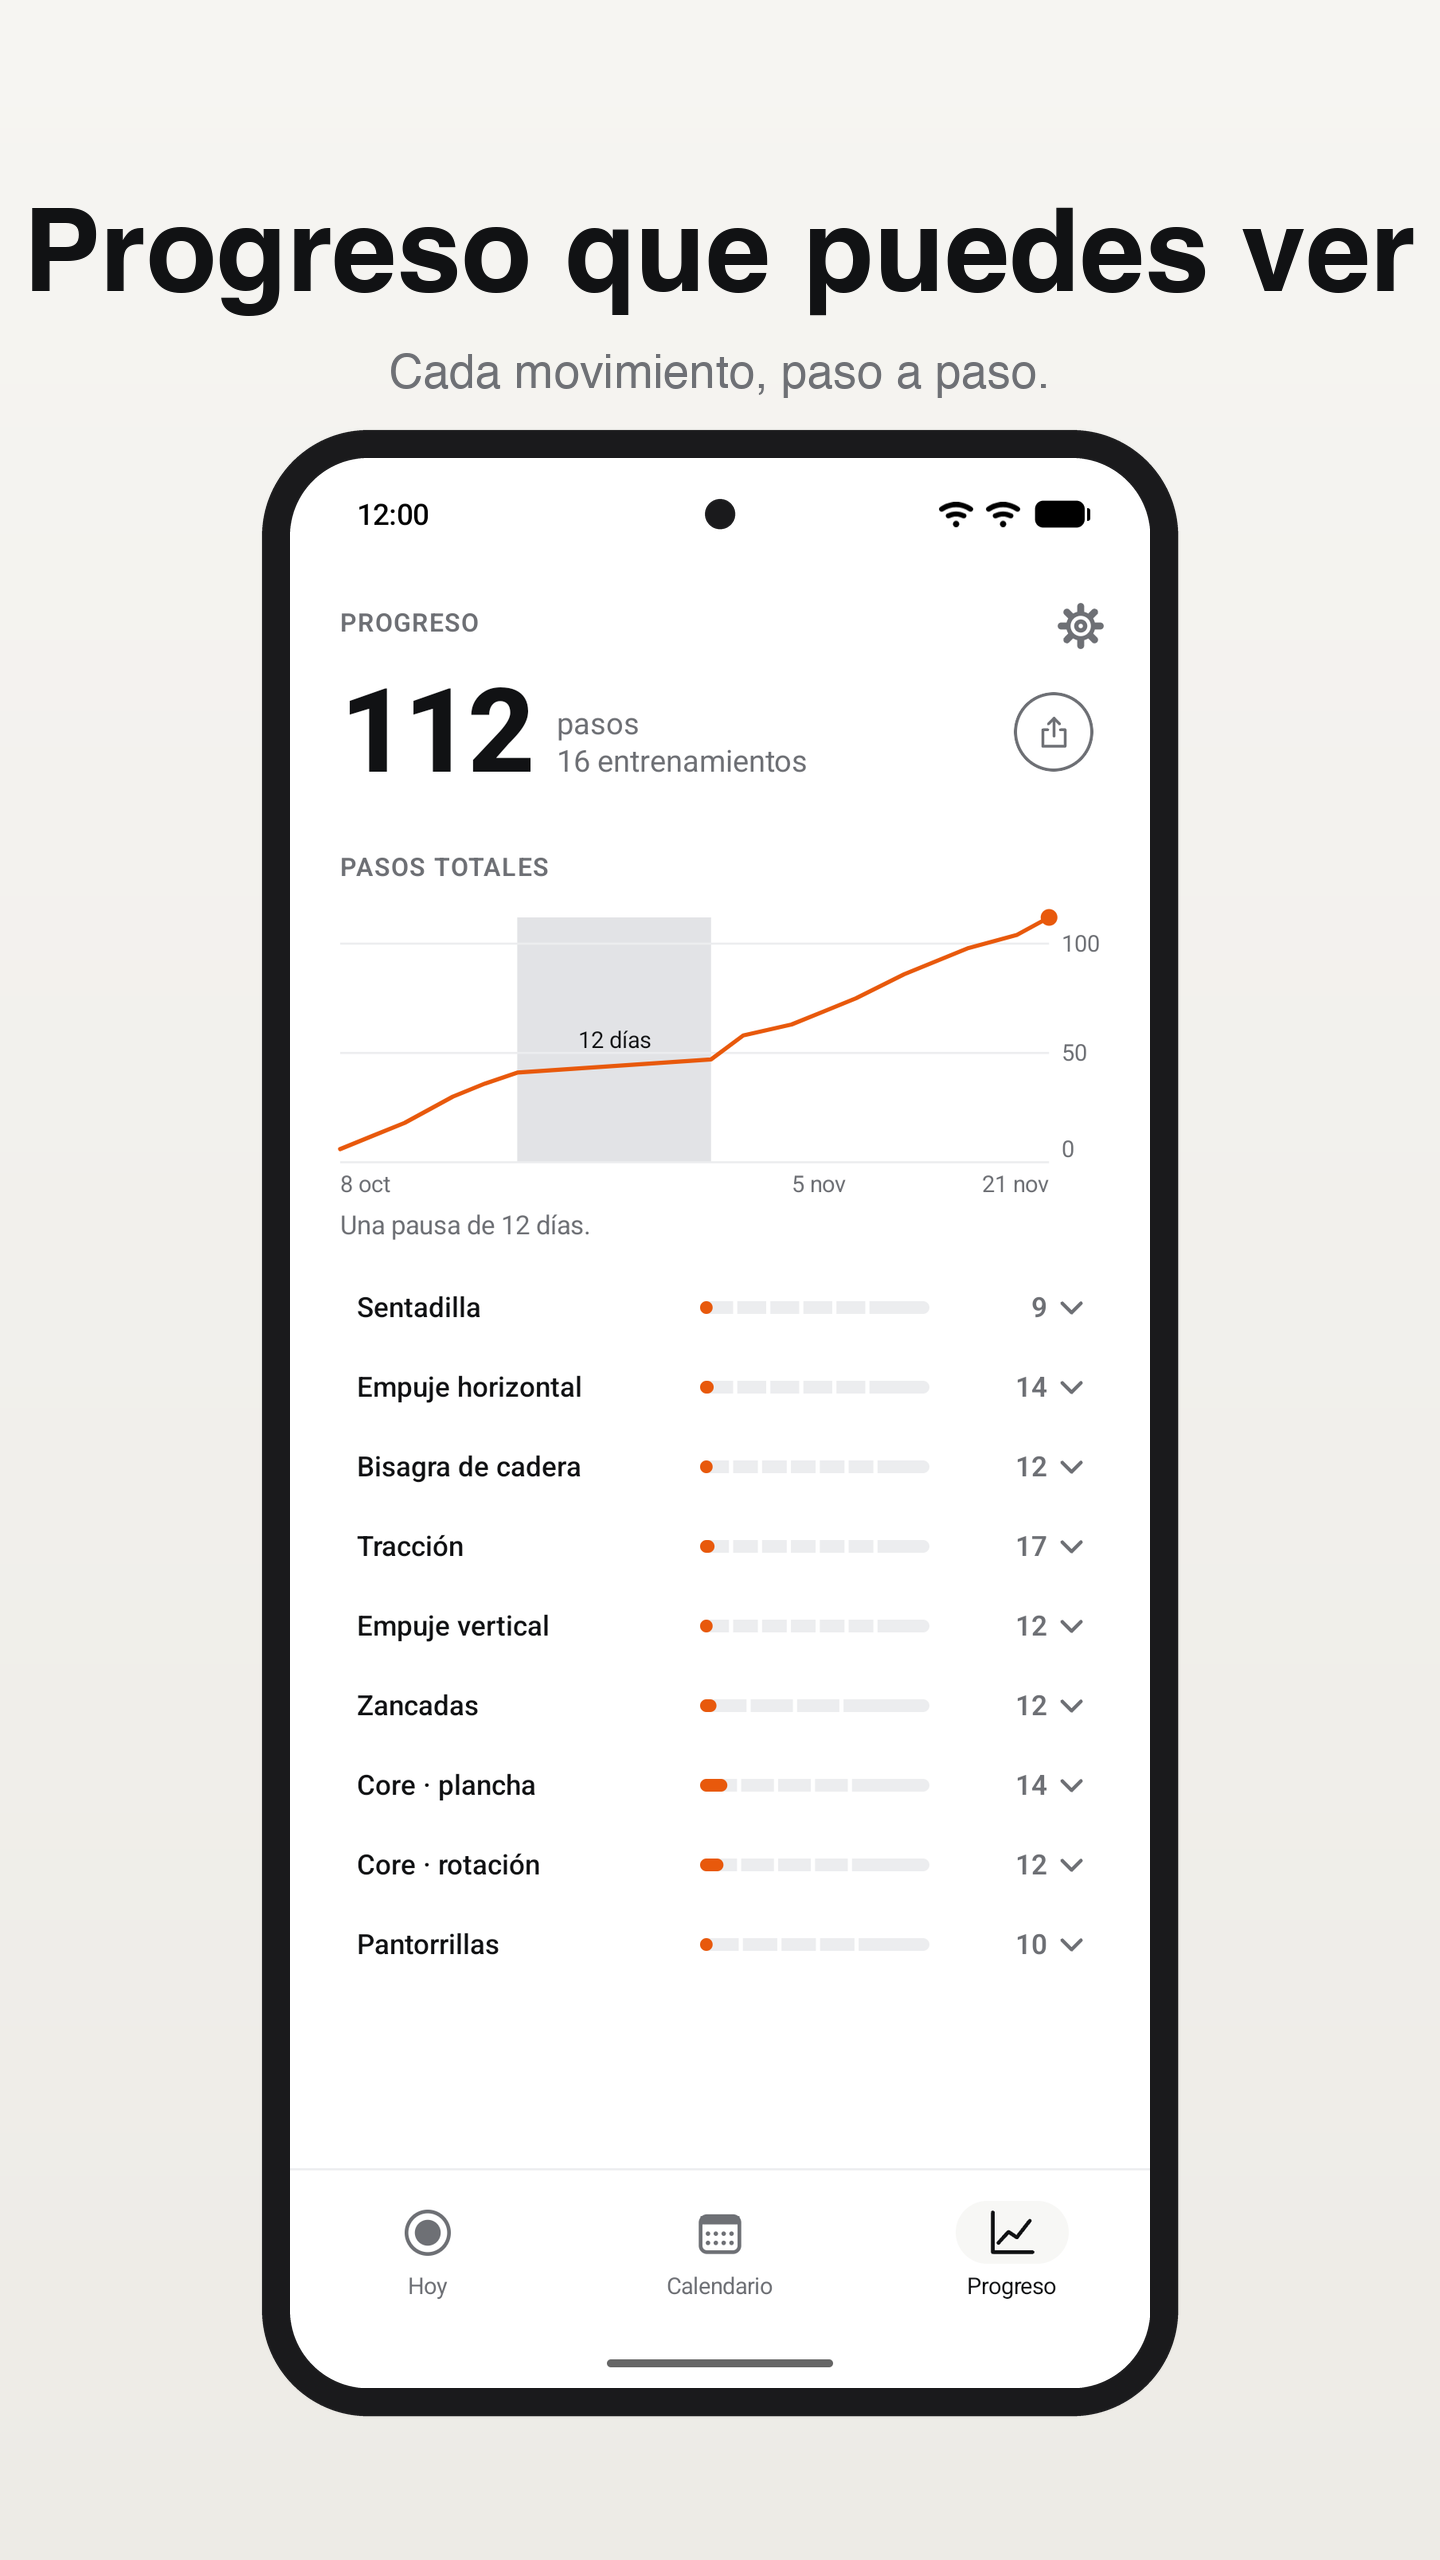 Progreso que puedes ver
Cada movimiento, paso a paso.
12:00
PROGRESO
112
pasos
16 entrenamientos
PASOS TOTALES
100
12 días
50
0
8 oct
5 nov
21 nov
Una pausa de 12 días.
Sentadilla 9
Empuje horizontal 14
Bisagra de cadera 12
Tracción 17
Empuje vertical 12
Zancadas 12
Core · plancha 14
Core · rotación 12
Pantorrillas 10
Hoy
Calendario
Progreso